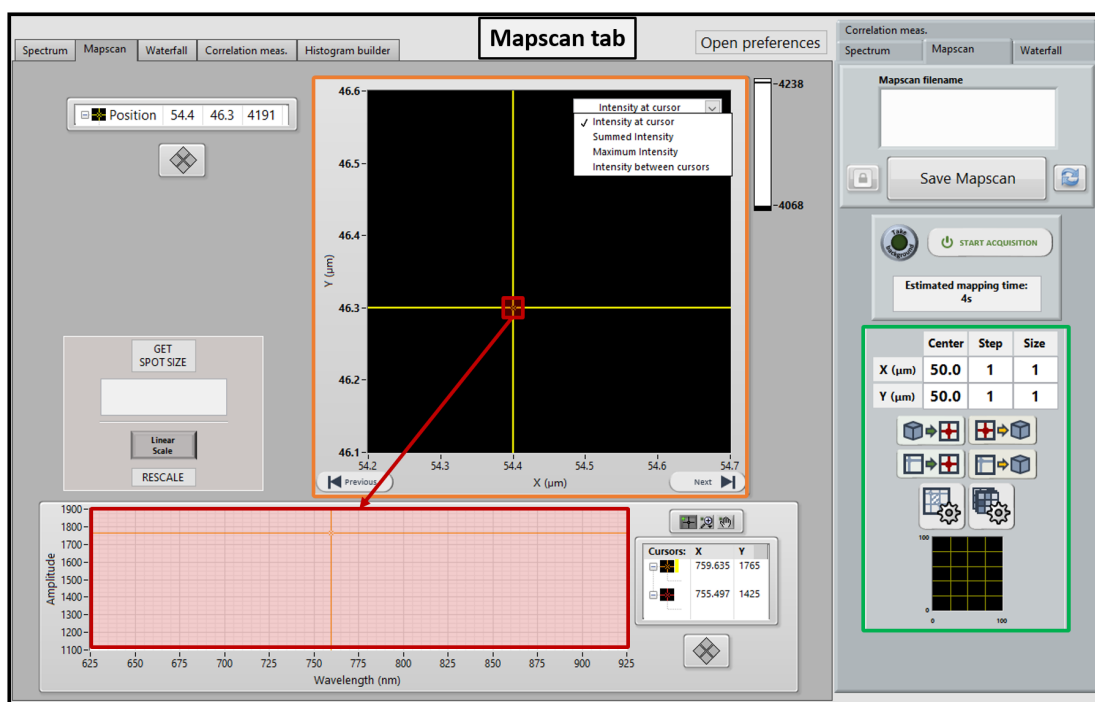 Mapscan tab
Open preferences
Spectrum Mapscan Waterfall Correlation meas. Histogram builder
Position 54.4 46.3 4191
46.6
46.5
46.4
46.3
46.2
46.1
Y (µm)
54.2 54.3 54.4 54.5 54.6 54.7
X (µm)
Previous
Next
Intensity at cursor
✓ Intensity at cursor
Summed Intensity
Maximum Intensity
Intensity between cursors
4238
4068
GET
SPOT SIZE
Linear
Scale
RESCALE
1900
1800
1700
1600
1500
1400
1300
1200
1100
Amplitude
625 650 675 700 725 750 775 800 825 850 875 900 925
Wavelength (nm)
Cursors: X Y
759.635 1765
755.497 1425
Correlation meas.
Spectrum Mapscan Waterfall
Mapscan filename
Save Mapscan
Take
background
START ACQUISITION
Estimated mapping time:
4s
Center Step Size
X (µm) 50.0 1 1
Y (µm) 50.0 1 1
100
0
0 100